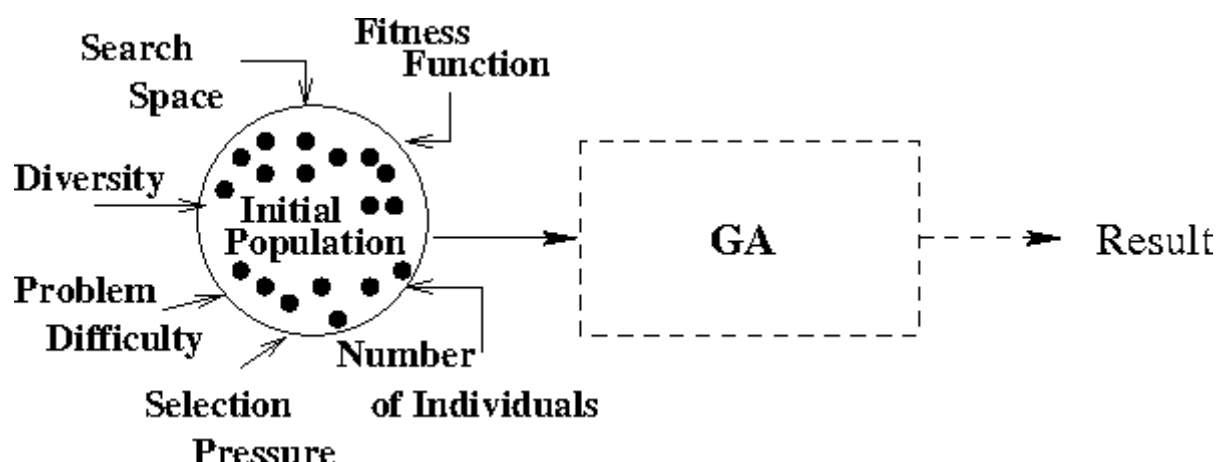 Search
Space
Fitness
Function
Diversity
Initial
Population
Problem
Difficulty
Selection
Pressure
Number
of Individuals
GA
Result